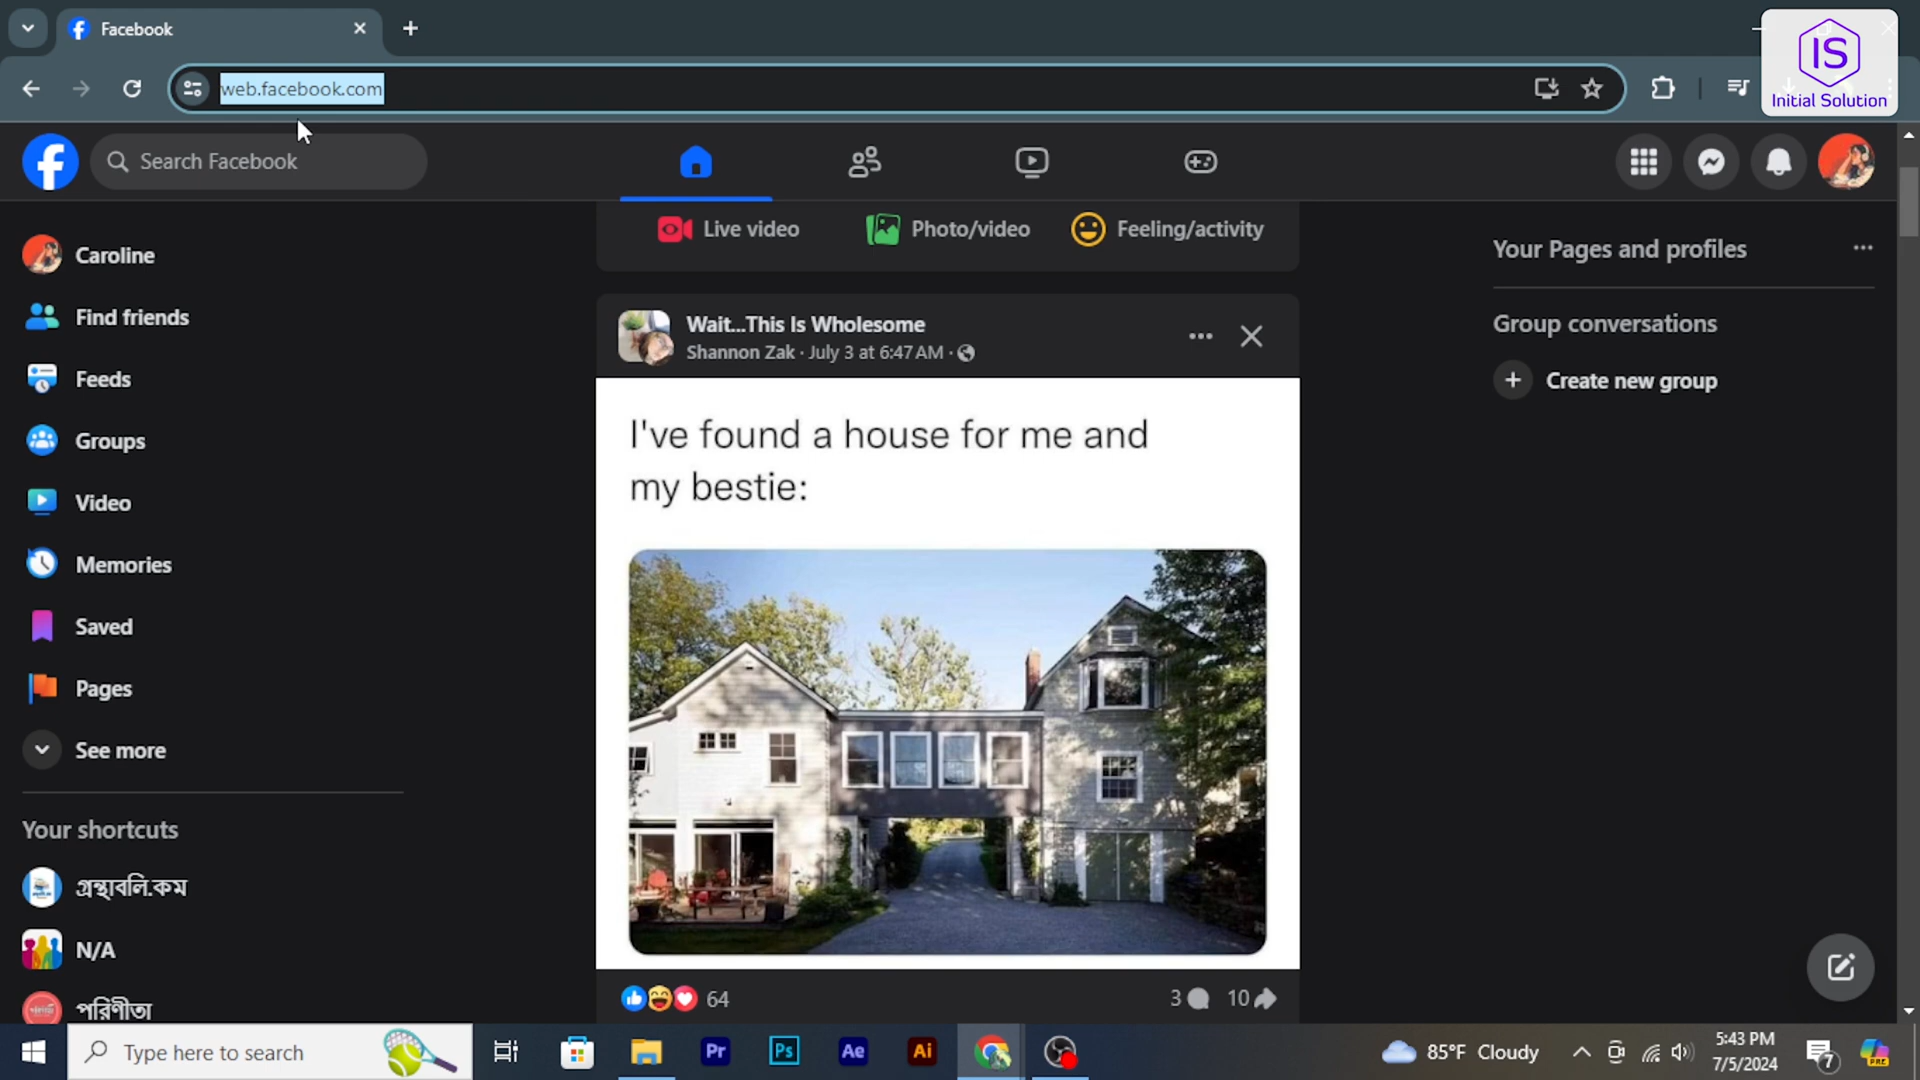 Facebook
web.facebook.com
IS
Initial Solution
Search Facebook
Live video
Photo/video
Feeling/activity
Caroline
Find friends
Feeds
Groups
Video
Memories
Saved
Pages
See more
Your shortcuts
গ্রন্থাবলি.কম
N/A
পরিণীতা
Wait...This Is Wholesome
Shannon Zak · July 3 at 6:47 AM ·
I've found a house for me and
my bestie:
64
3
10
Your Pages and profiles
Group conversations
Create new group
Type here to search
Pr
Ps
Ae
Ai
85°F Cloudy
5:43 PM
7/5/2024
7
PRE